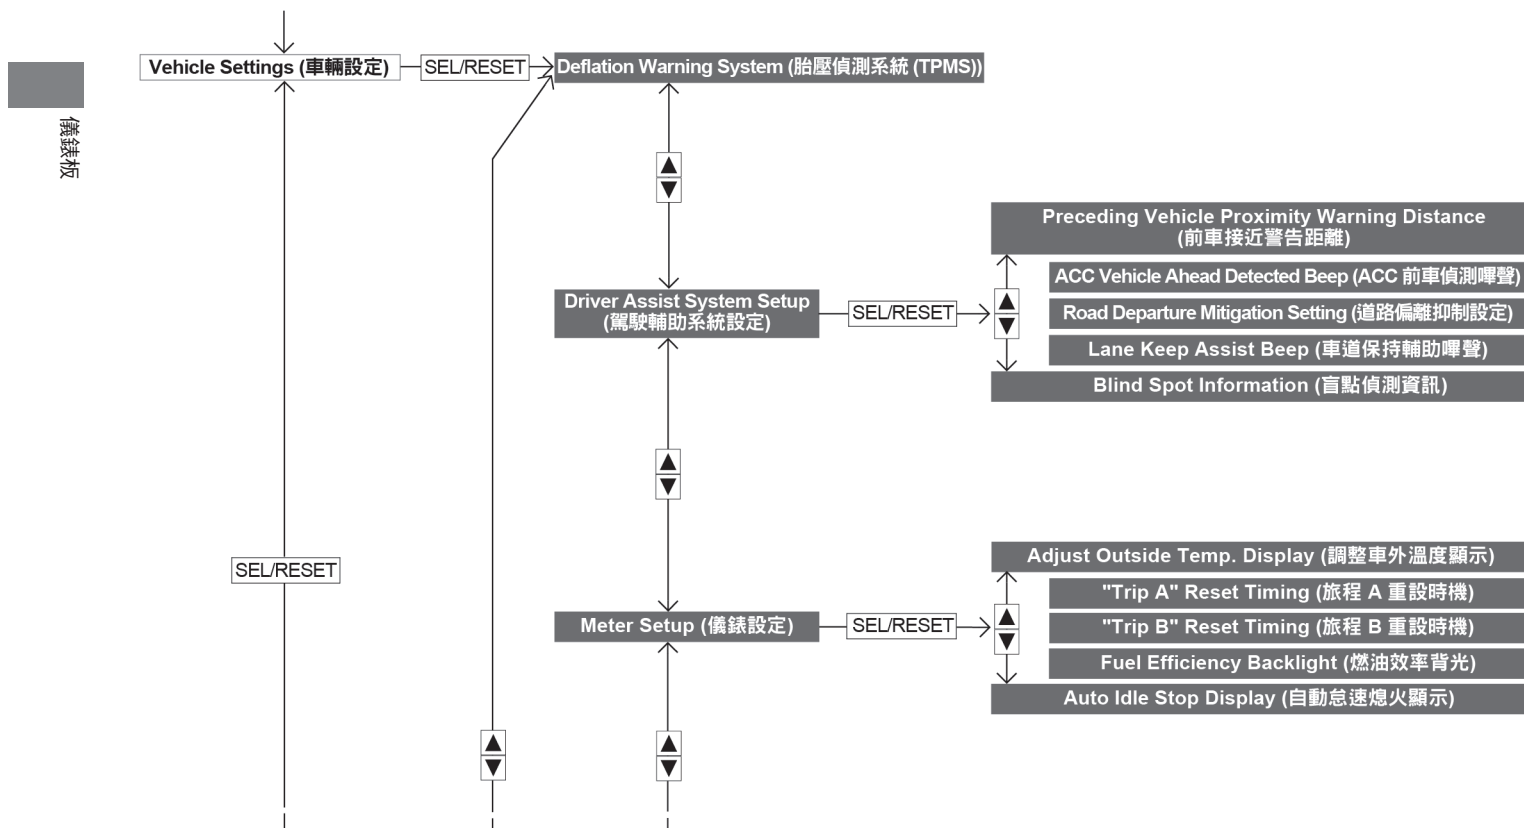 Vehicle Settings (車輛設定)
SEL/RESET
Deflation Warning System (胎壓偵測系統 (TPMS))
儀錶板
▲
▼
Preceding Vehicle Proximity Warning Distance
(前車接近警告距離)
ACC Vehicle Ahead Detected Beep (ACC 前車偵測嗶聲)
Driver Assist System Setup
(駕駛輔助系統設定)
SEL/RESET
▲
▼
Road Departure Mitigation Setting (道路偏離抑制設定)
Lane Keep Assist Beep (車道保持輔助嗶聲)
Blind Spot Information (盲點偵測資訊)
▲
▼
SEL/RESET
Adjust Outside Temp. Display (調整車外溫度顯示)
"Trip A" Reset Timing (旅程 A 重設時機)
Meter Setup (儀錶設定)
SEL/RESET
▲
▼
"Trip B" Reset Timing (旅程 B 重設時機)
Fuel Efficiency Backlight (燃油效率背光)
Auto Idle Stop Display (自動怠速熄火顯示)
▲
▼
▲
▼